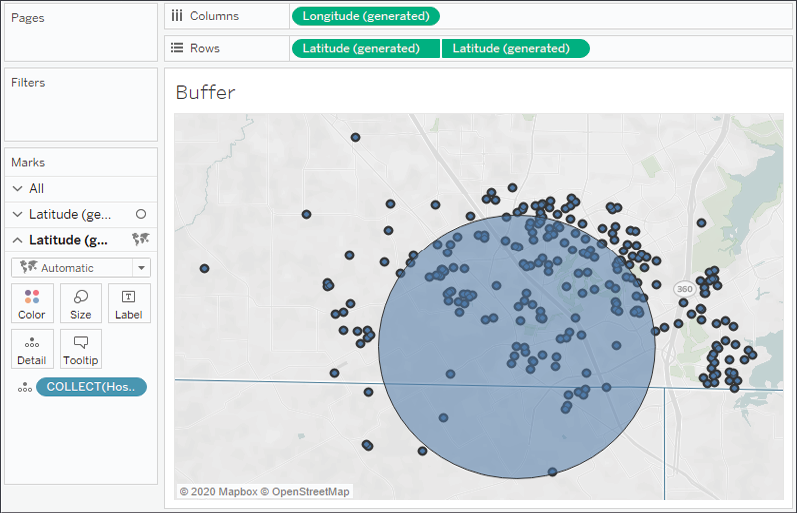 Pages
Columns
Longitude (generated)
Rows
Latitude (generated)
Latitude (generated)
Filters
Buffer
Marks
All
Latitude (ge...
Latitude (g...
Automatic
Color
Size
Label
Detail
Tooltip
COLLECT(Hos..
360
© 2020 Mapbox © OpenStreetMap